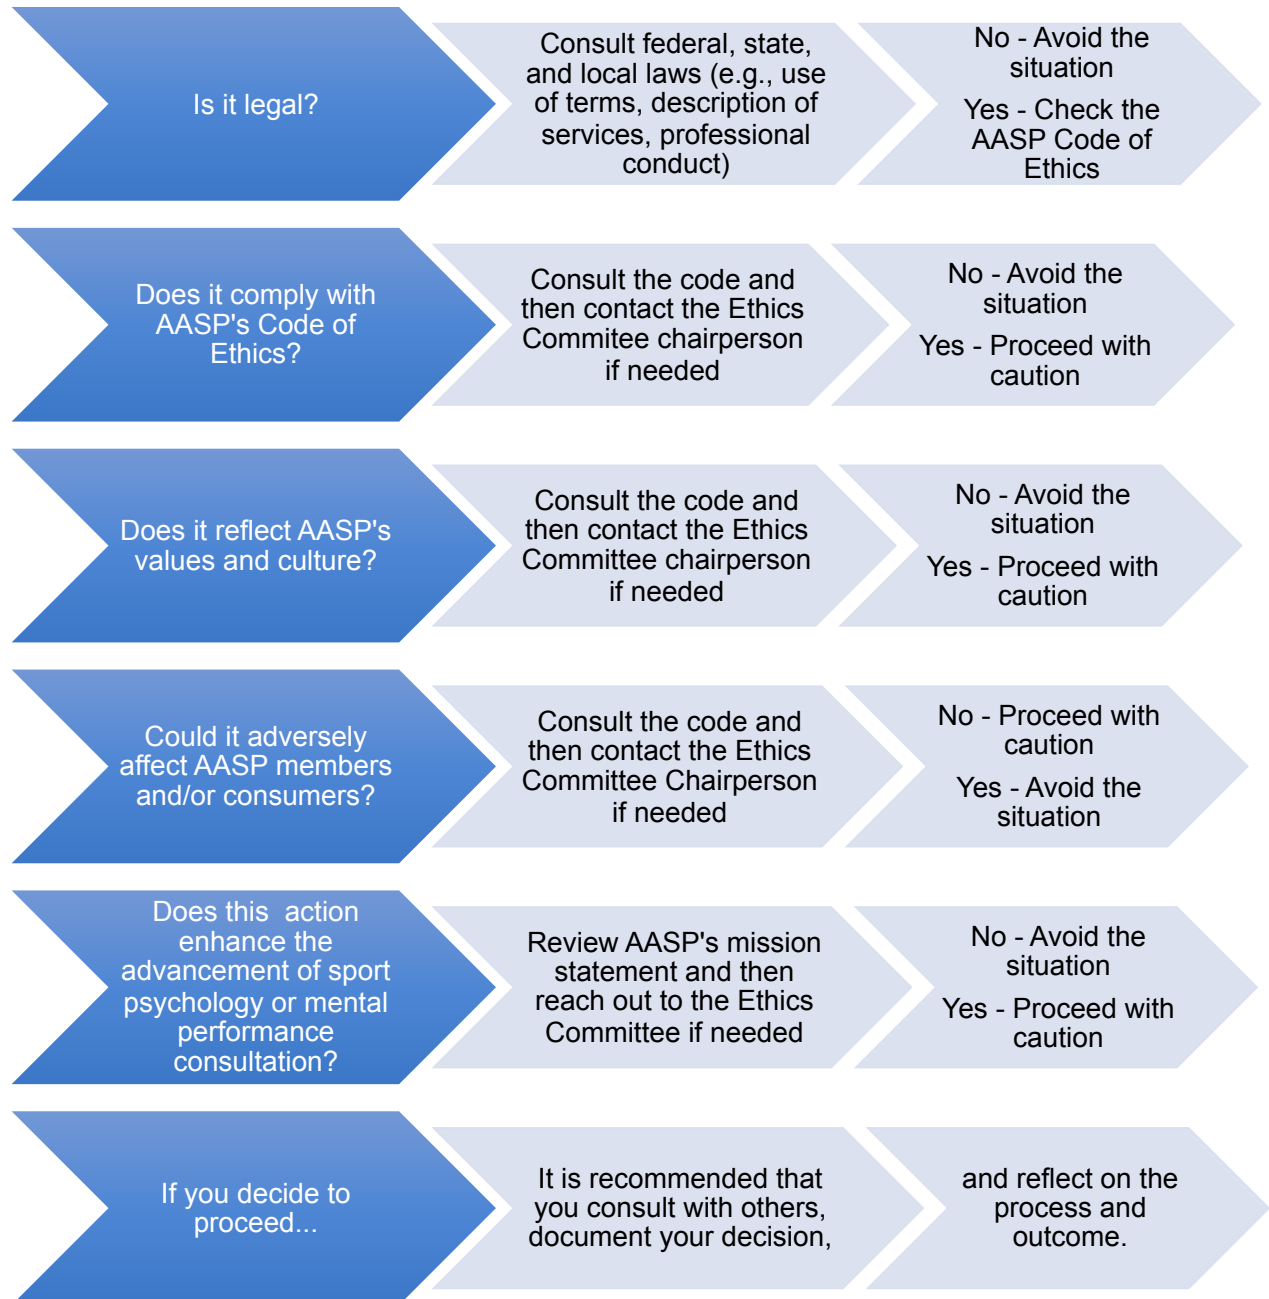 Is it legal?
Consult federal, state,
and local laws (e.g., use
of terms, description of
services, professional
conduct)
No - Avoid the
situation
Yes - Check the
AASP Code of
Ethics
Does it comply with
AASP's Code of
Ethics?
Consult the code and
then contact the Ethics
Commitee chairperson
if needed
No - Avoid the
situation
Yes - Proceed with
caution
Does it reflect AASP's
values and culture?
Consult the code and
then contact the Ethics
Committee chairperson
if needed
No - Avoid the
situation
Yes - Proceed with
caution
Could it adversely
affect AASP members
and/or consumers?
Consult the code and
then contact the Ethics
Committee Chairperson
if needed
No - Proceed with
caution
Yes - Avoid the
situation
Does this  action
enhance the
advancement of sport
psychology or mental
performance
consultation?
Review AASP's mission
statement and then
reach out to the Ethics
Committee if needed
No - Avoid the
situation
Yes - Proceed with
caution
If you decide to
proceed...
It is recommended that
you consult with others,
document your decision,
and reflect on the
process and
outcome.